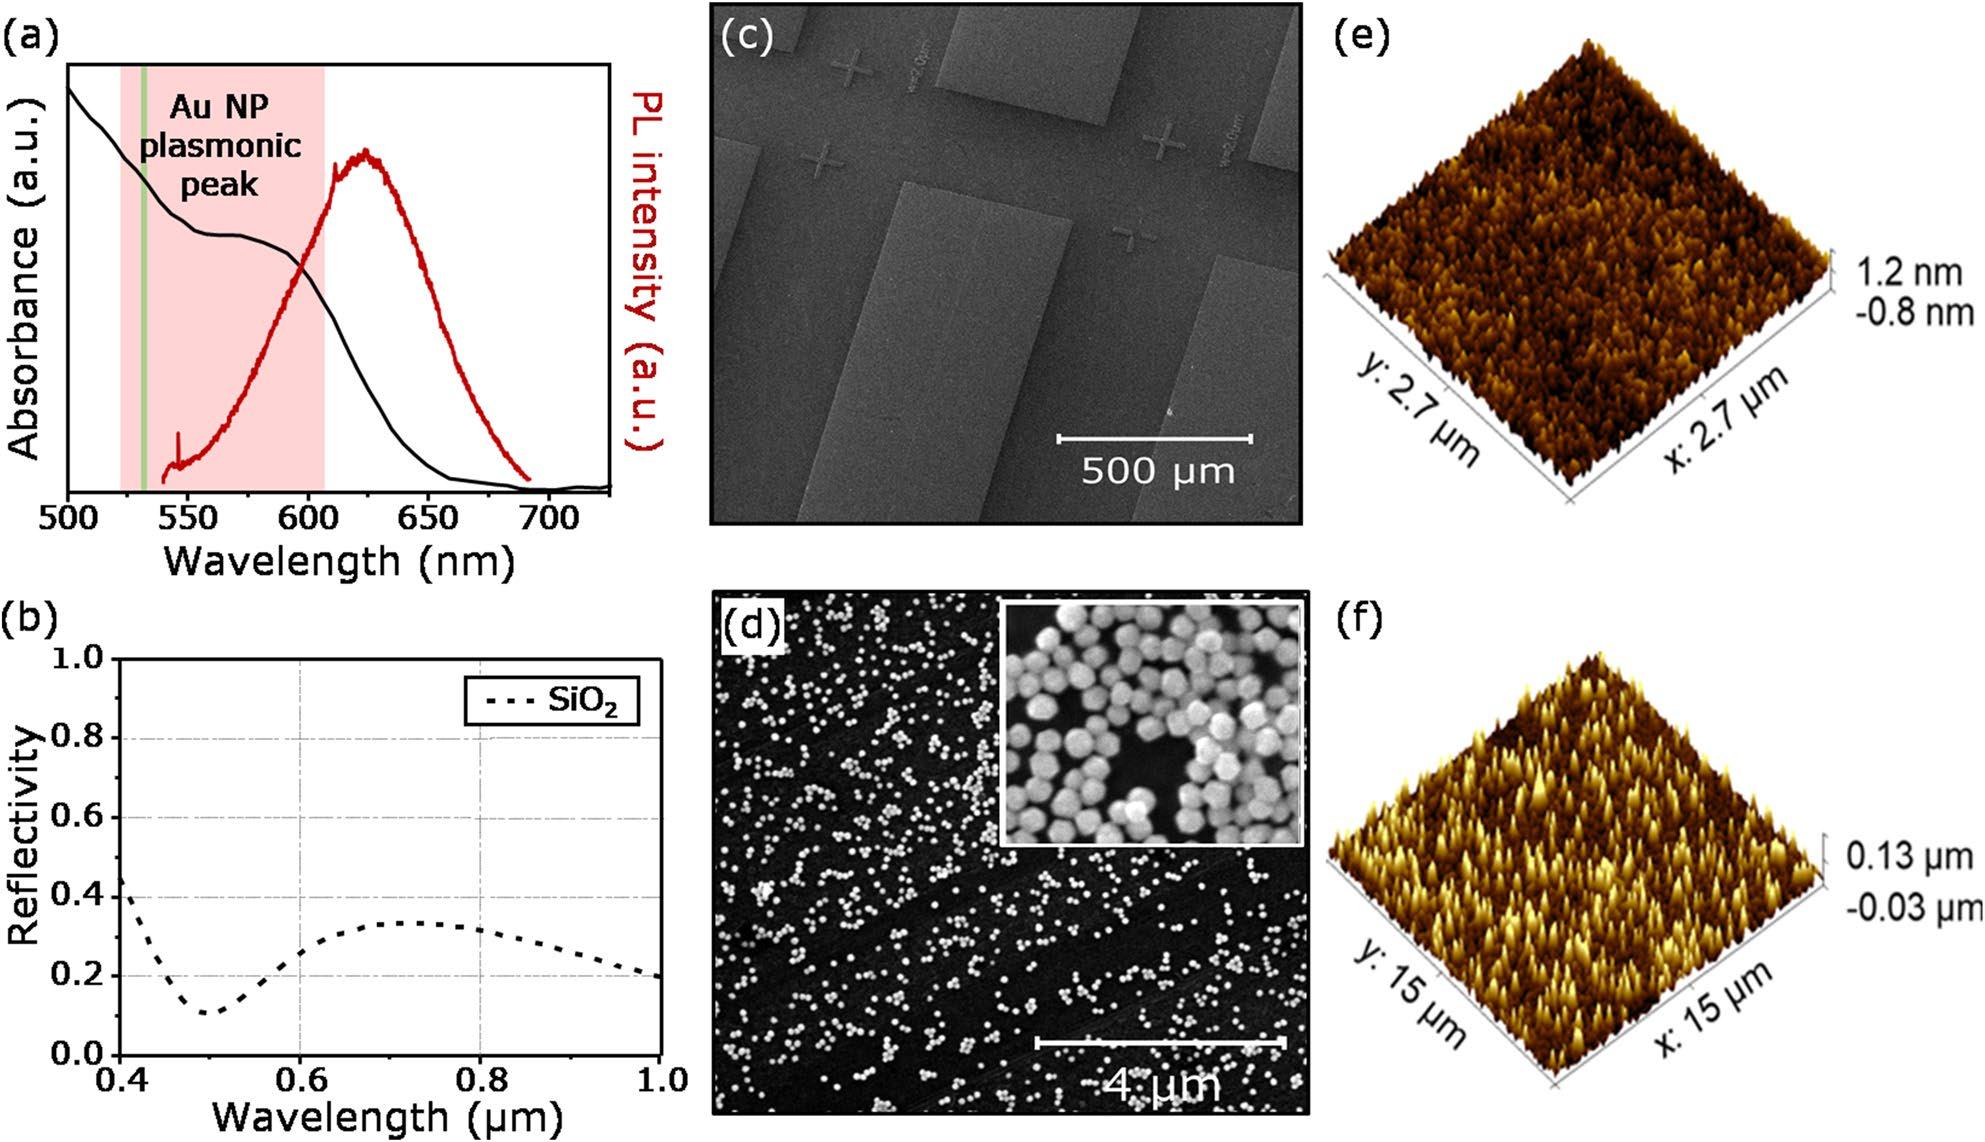 (a)
Au NP
plasmonic
peak
Absorbance (a.u.)
PL intensity (a.u.)
500 550 600 650 700
Wavelength (nm)
(b)
1.0
0.8
0.6
0.4
0.2
0.0
SiO₂
Reflectivity
0.4 0.6 0.8 1.0
Wavelength (µm)
(c)
500 µm
(d)
4 µm
(e)
1.2 nm
-0.8 nm
y: 2.7 µm
x: 2.7 µm
(f)
0.13 µm
-0.03 µm
y: 15 µm
x: 15 µm